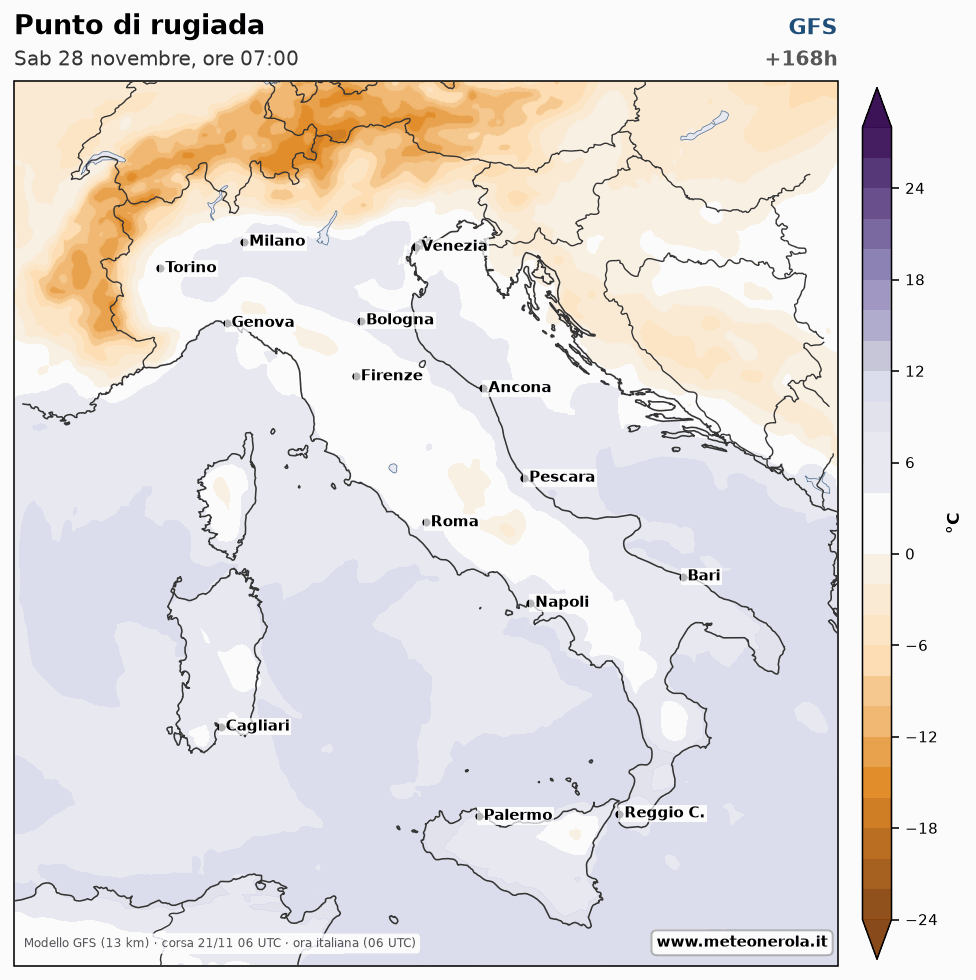 Punto di rugiada
GFS
Sab 28 novembre, ore 07:00
+168h
Milano
Venezia
Torino
Genova
Bologna
Firenze
Ancona
Pescara
Roma
Bari
Napoli
Cagliari
Palermo
Reggio C.
24
18
12
6
0
−6
−12
−18
−24
°C
Modello GFS (13 km) · corsa 21/11 06 UTC · ora italiana (06 UTC)
www.meteonerola.it